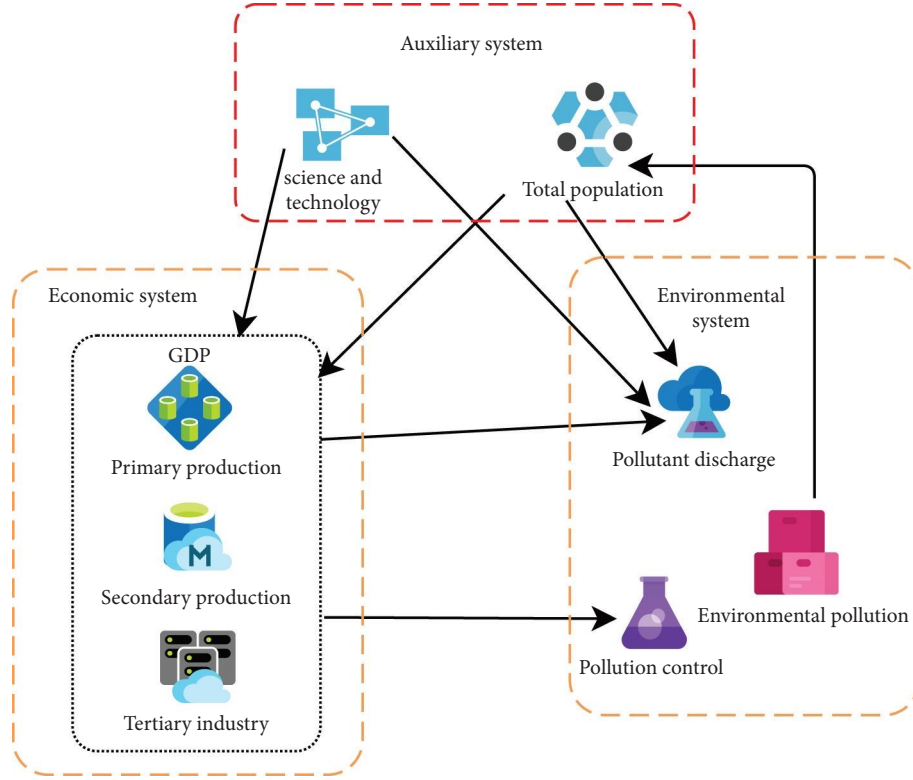 Auxiliary system
science and
technology
Total population
Economic system
GDP
Primary production
Secondary production
M
Tertiary industry
Environmental
system
Pollutant discharge
Environmental pollution
Pollution control